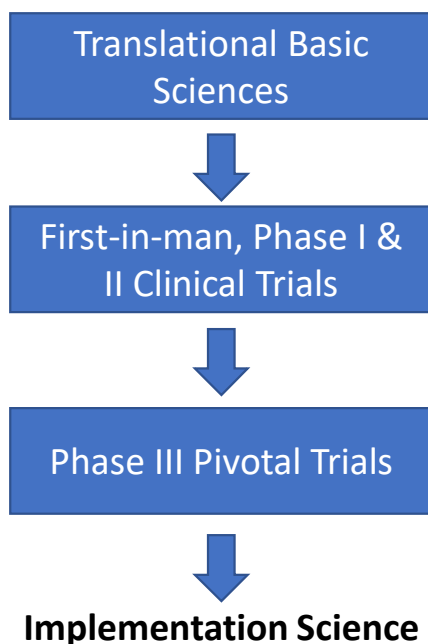 Translational Basic
Sciences
First-in-man, Phase I &
II Clinical Trials
Phase III Pivotal Trials
Implementation Science